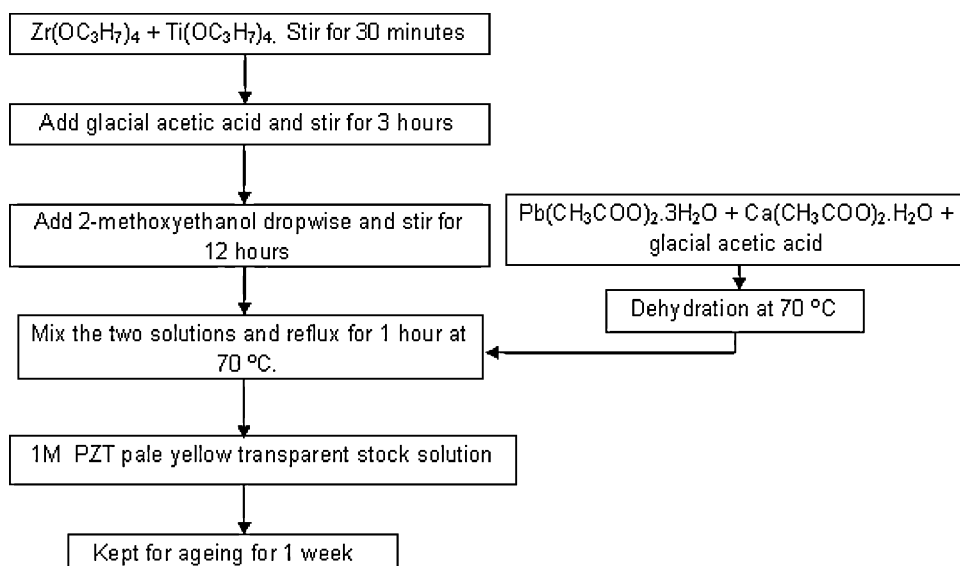 Zr(OC₃H₇)₄ + Ti(OC₃H₇)₄. Stir for 30 minutes
Add glacial acetic acid and stir for 3 hours
Add 2-methoxyethanol dropwise and stir for
12 hours
Pb(CH₃COO)₂.3H₂O + Ca(CH₃COO)₂.H₂O +
glacial acetic acid
Dehydration at 70 ºC
Mix the two solutions and reflux for 1 hour at
70 ºC.
1M PZT pale yellow transparent stock solution
Kept for ageing for 1 week